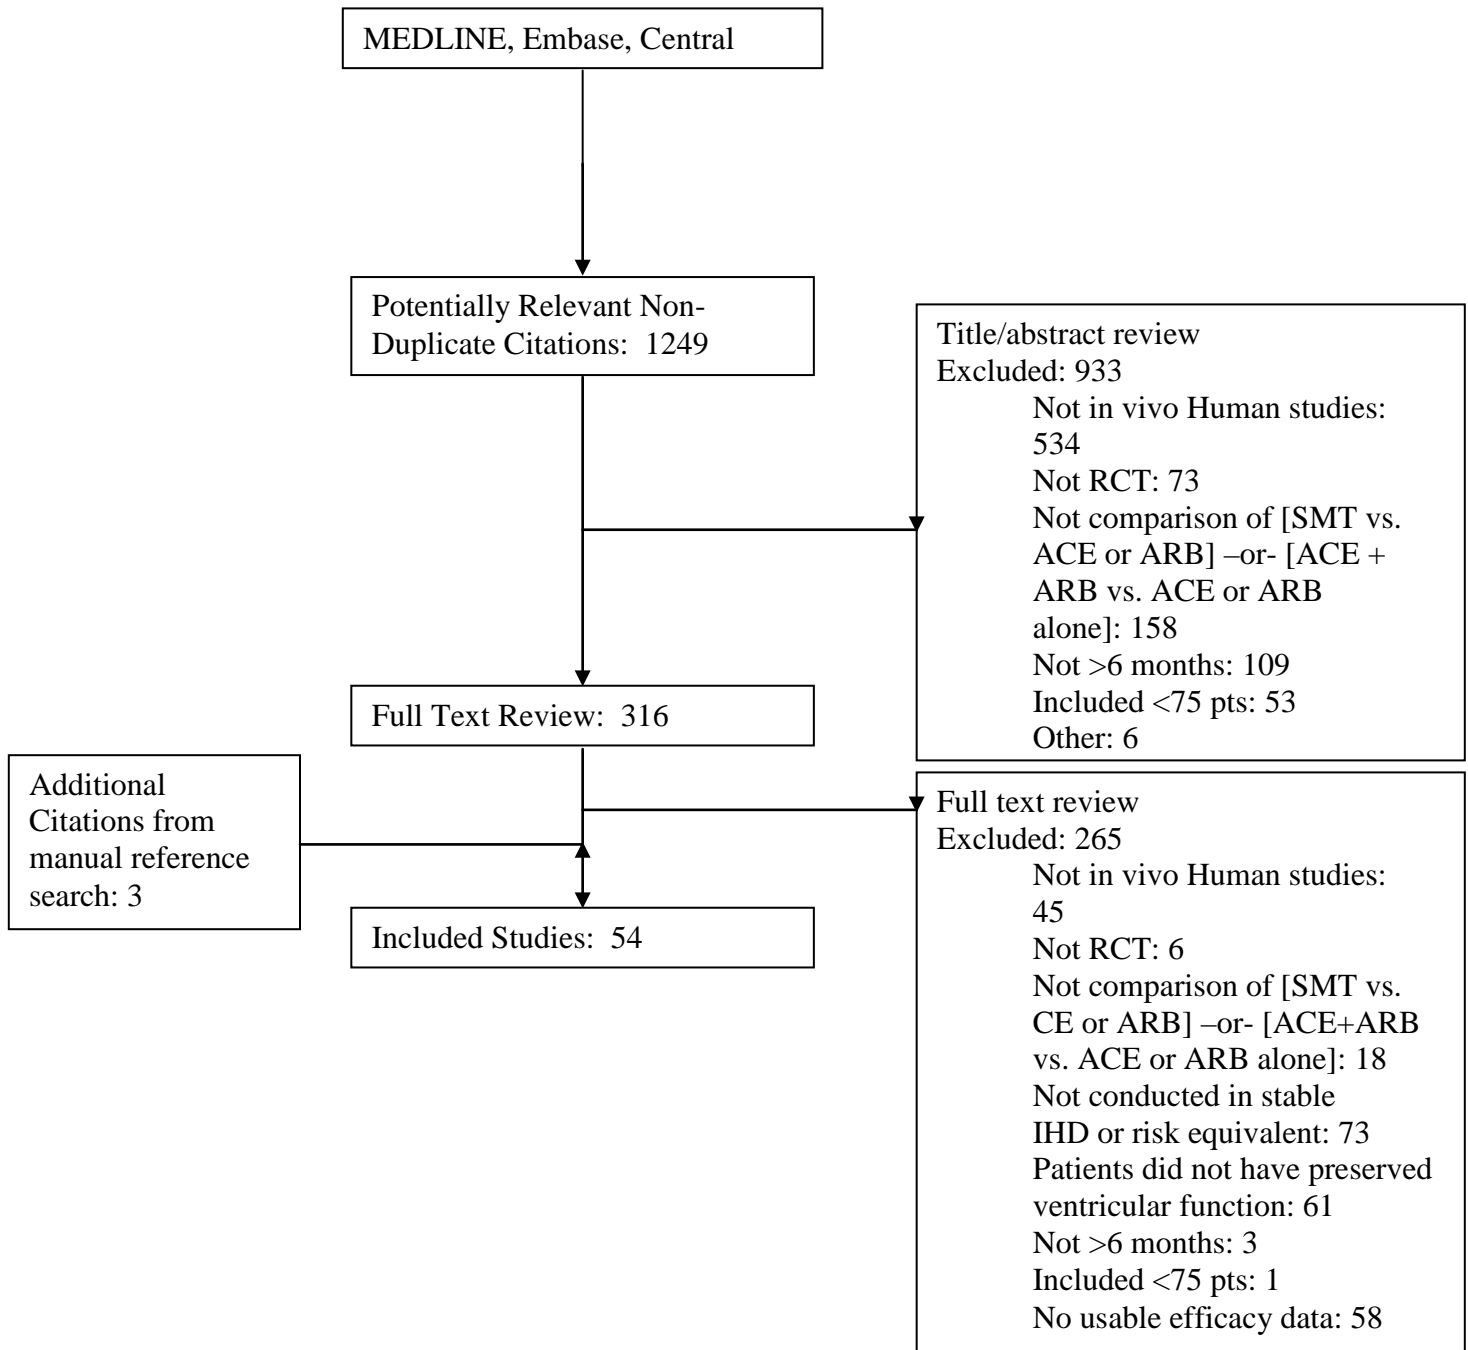 MEDLINE, Embase, Central
Potentially Relevant Non-
Duplicate Citations:  1249
Title/abstract review
Excluded: 933
Not in vivo Human studies:
534
Not RCT: 73
Not comparison of [SMT vs.
ACE or ARB] –or- [ACE +
ARB vs. ACE or ARB
alone]: 158
Not >6 months: 109
Included <75 pts: 53
Other: 6
Full Text Review:  316
Additional
Citations from
manual reference
search: 3
Full text review
Excluded: 265
Not in vivo Human studies:
45
Not RCT: 6
Not comparison of [SMT vs.
CE or ARB] –or- [ACE+ARB
vs. ACE or ARB alone]: 18
Not conducted in stable
IHD or risk equivalent: 73
Patients did not have preserved
ventricular function: 61
Not >6 months: 3
Included <75 pts: 1
No usable efficacy data: 58
Included Studies:  54